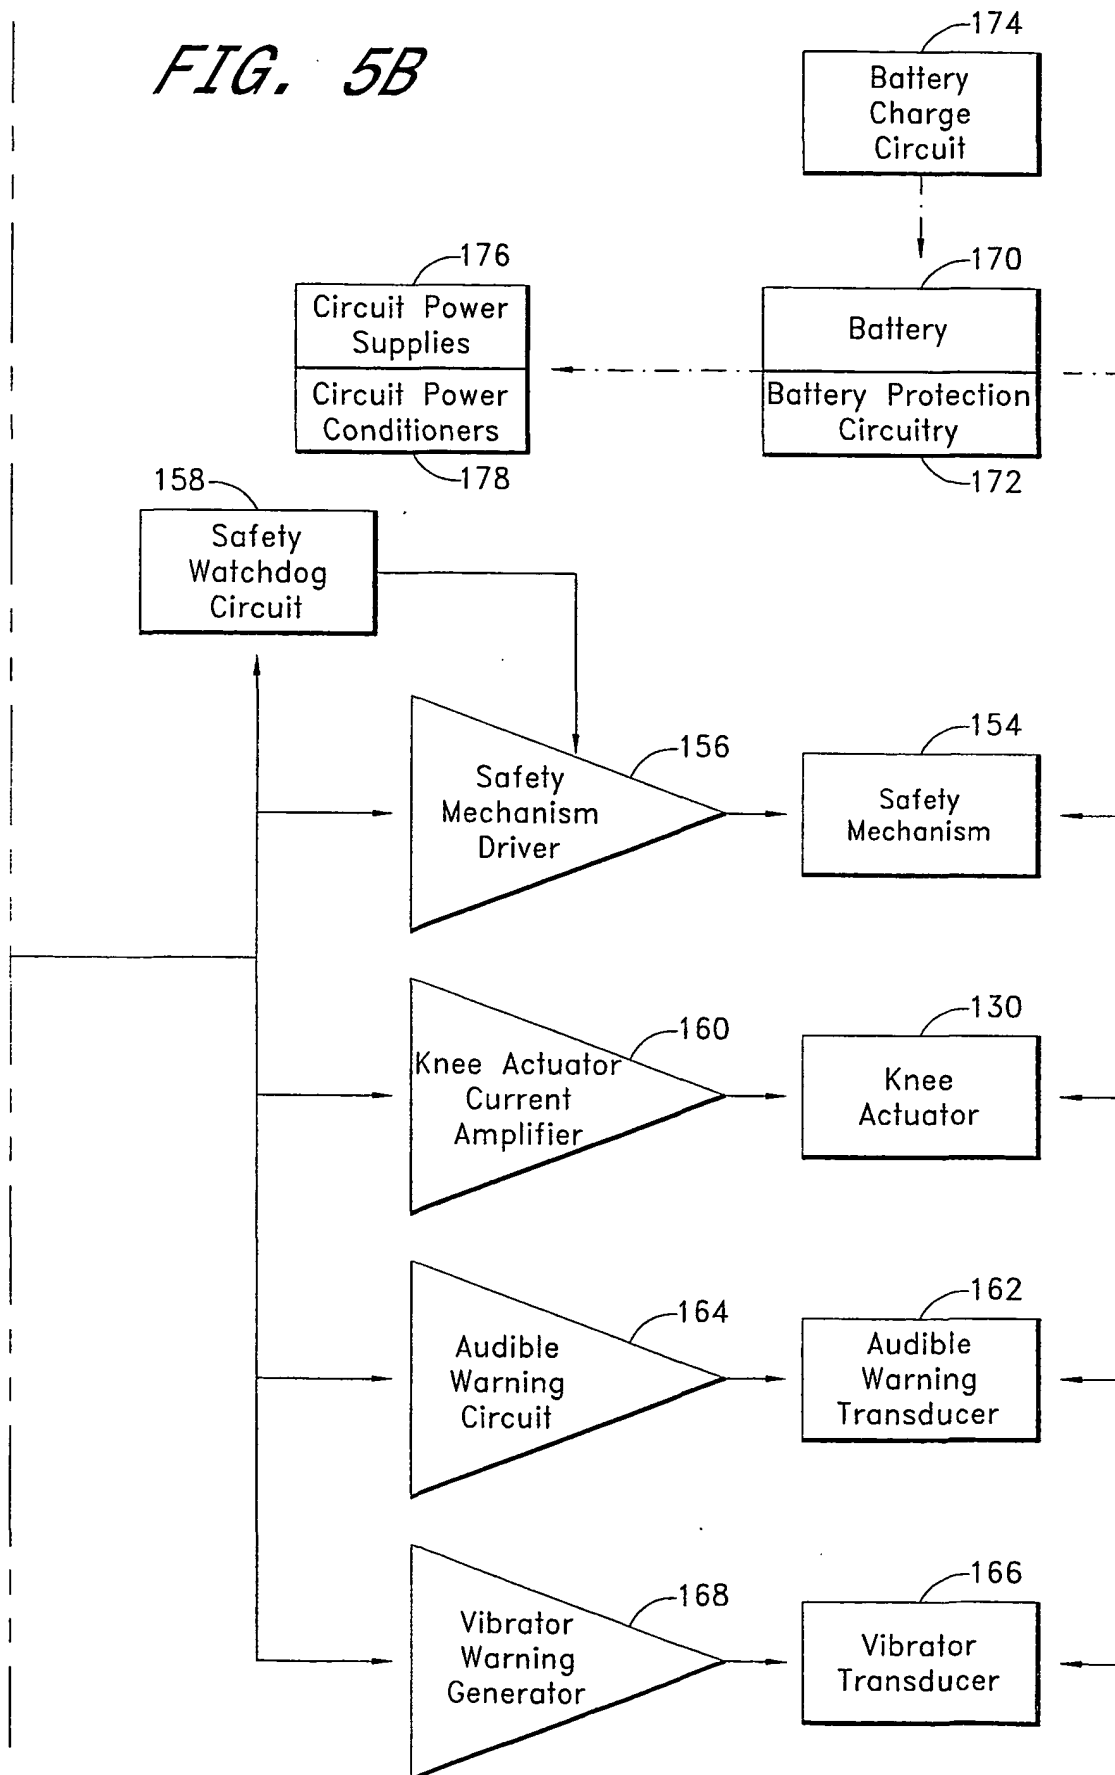 FIG. 5B
174
Battery
Charge
Circuit
176
Circuit Power
Supplies
Circuit Power
Conditioners
178
170
Battery
Battery Protection
Circuitry
172
158
Safety
Watchdog
Circuit
156
Safety
Mechanism
Driver
154
Safety
Mechanism
160
Knee Actuator
Current
Amplifier
130
Knee
Actuator
164
Audible
Warning
Circuit
162
Audible
Warning
Transducer
168
Vibrator
Warning
Generator
166
Vibrator
Transducer